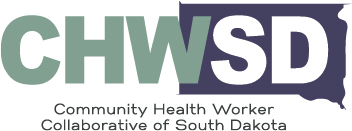 CHWSD
Community Health Worker
Collaborative of South Dakota